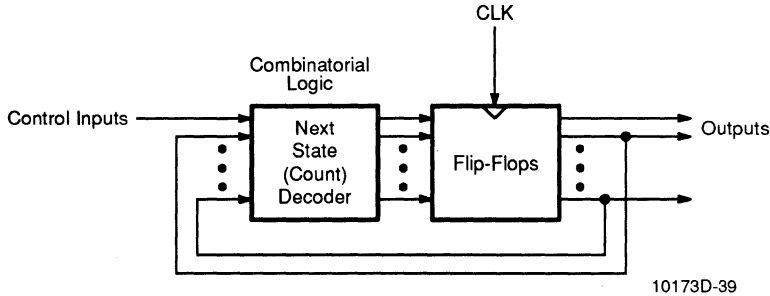 CLK
Combinatorial
Logic
Control Inputs
Next
State
(Count)
Decoder
Flip-Flops
Outputs
10173D-39